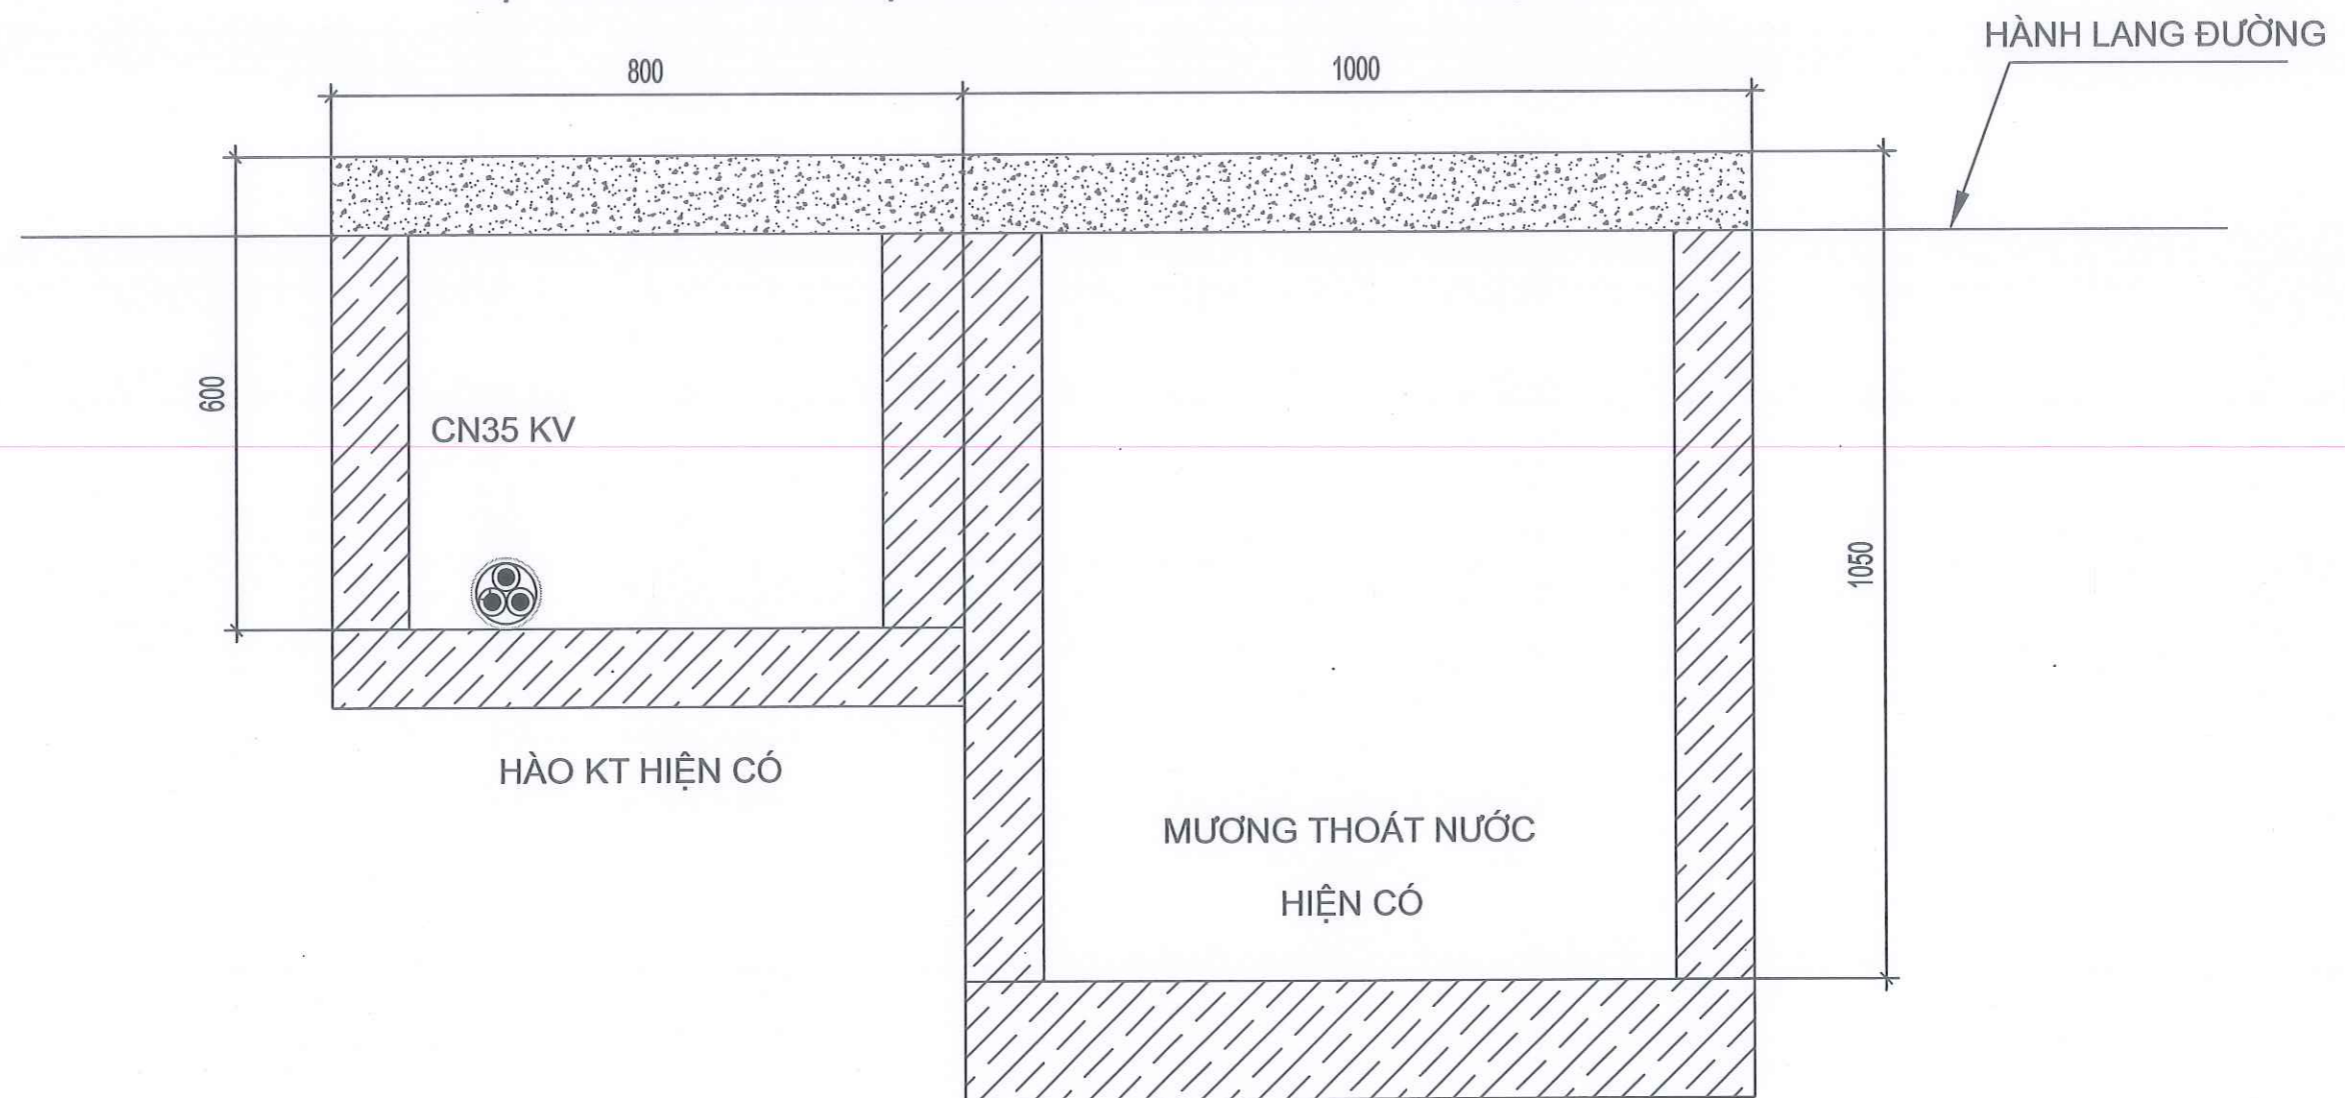 HÀNH LANG ĐƯỜNG
800
1000
600
CN35 KV
1050
HÀO KT HIỆN CÓ
MƯƠNG THOÁT NƯỚC
HIỆN CÓ